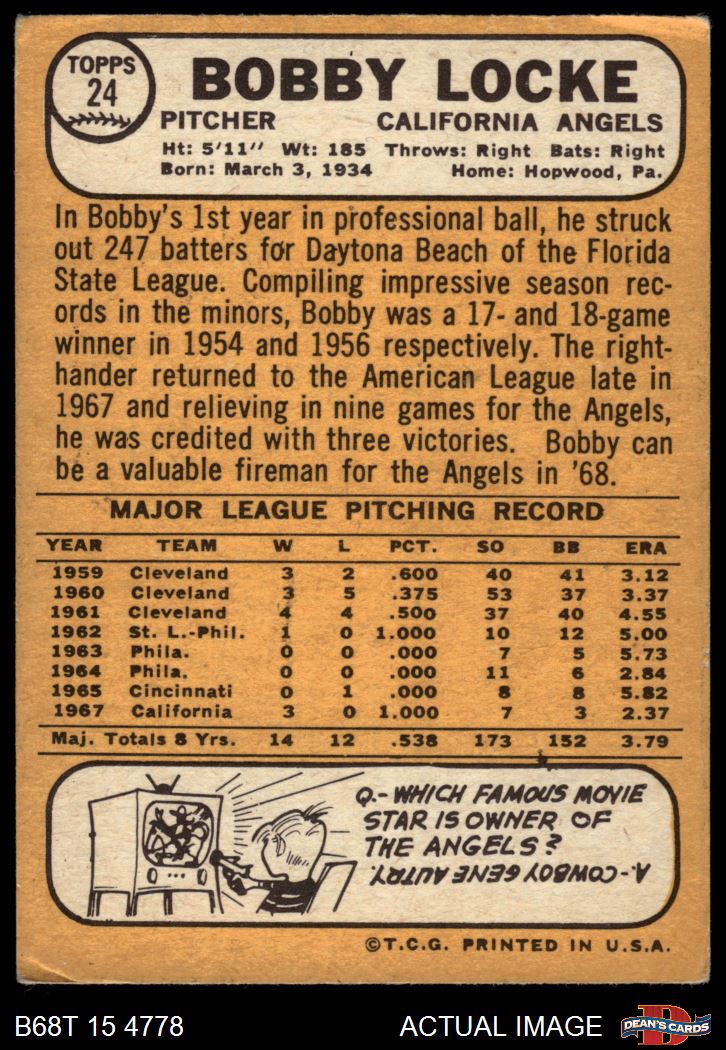 TOPPS
24
BOBBY LOCKE
PITCHER CALIFORNIA ANGELS
Ht: 5'11" Wt: 185 Throws: Right Bats: Right
Born: March 3, 1934 Home: Hopwood, Pa.
In Bobby's 1st year in professional ball, he struck
out 247 batters for Daytona Beach of the Florida
State League. Compiling impressive season rec-
ords in the minors, Bobby was a 17- and 18-game
winner in 1954 and 1956 respectively. The right-
hander returned to the American League late in
1967 and relieving in nine games for the Angels,
he was credited with three victories. Bobby can
be a valuable fireman for the Angels in '68.
MAJOR LEAGUE PITCHING RECORD
YEAR TEAM W L PCT. SO BB ERA
1959 Cleveland 3 2 .600 40 41 3.12
1960 Cleveland 3 5 .375 53 37 3.37
1961 Cleveland 4 4 .500 37 40 4.55
1962 St. L.-Phil. 1 0 1.000 10 12 5.00
1963 Phila. 0 0 .000 7 5 5.73
1964 Phila. 0 0 .000 11 6 2.84
1965 Cincinnati 0 1 .000 8 8 5.82
1967 California 3 0 1.000 7 3 2.37
Maj. Totals 8 Yrs. 14 12 .538 173 152 3.79
Q.- WHICH FAMOUS MOVIE
STAR IS OWNER OF
THE ANGELS?
A.- COWBOY GENE AUTRY.
©T.C.G. PRINTED IN U.S.A.
B68T 15 4778 ACTUAL IMAGE
D
DEAN'S CARDS